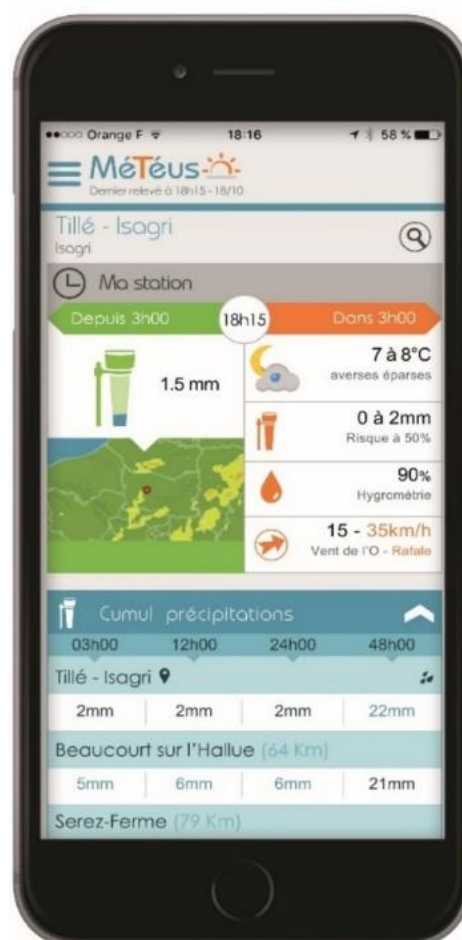 Orange F 18:16 58 %
MéTéus
Dernier relevé à 18h15 - 18/10
Tillé - Isagri
Isagri
Ma station
Depuis 3h00 18h15 Dans 3h00
1.5 mm
7 à 8°C
averses éparses
0 à 2mm
Risque à 50%
90%
Hygrométrie
15 - 35km/h
Vent de l'O - Rafale
Cumul précipitations
03h00 12h00 24h00 48h00
Tillé - Isagri
2mm 2mm 2mm 22mm
Beaucourt sur l'Hallue (64 Km)
5mm 6mm 6mm 21mm
Serez-Ferme (79 Km)